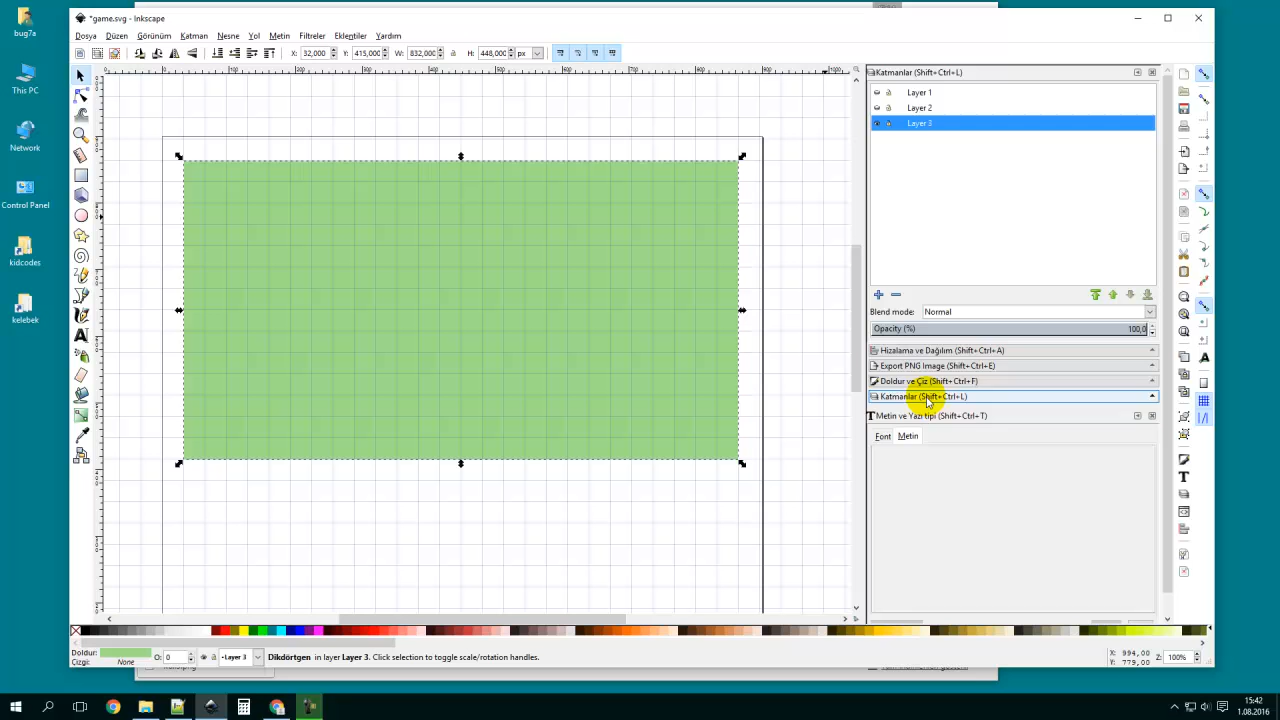 *game.svg - Inkscape
Dosya Düzen Görünüm Katman Nesne Yol Metin Filtreler Eklentiler Yardım
X: 32,000 Y: 415,000 W: 832,000 H: 448,000 px
bug7a
This PC
Network
Control Panel
kidcodes
kelebek
Katmanlar (Shift+Ctrl+L)
Layer 1
Layer 2
Layer 3
Blend mode: Normal
Opacity (%) 100,0
Hizalama ve Dağılım (Shift+Ctrl+A)
Export PNG Image (Shift+Ctrl+E)
Doldur ve Çiz (Shift+Ctrl+F)
Katmanlar (Shift+Ctrl+L)
Metin ve Yazı tipi (Shift+Ctrl+T)
Font Metin
Doldur:
Çizgi: None
O: 0
-Layer 3
Dikdörtgen in layer Layer 3. Click selection to toggle scale/rotation handles.
X: 994,00
Y: 779,00
Z: 100%
15:42
1.08.2016